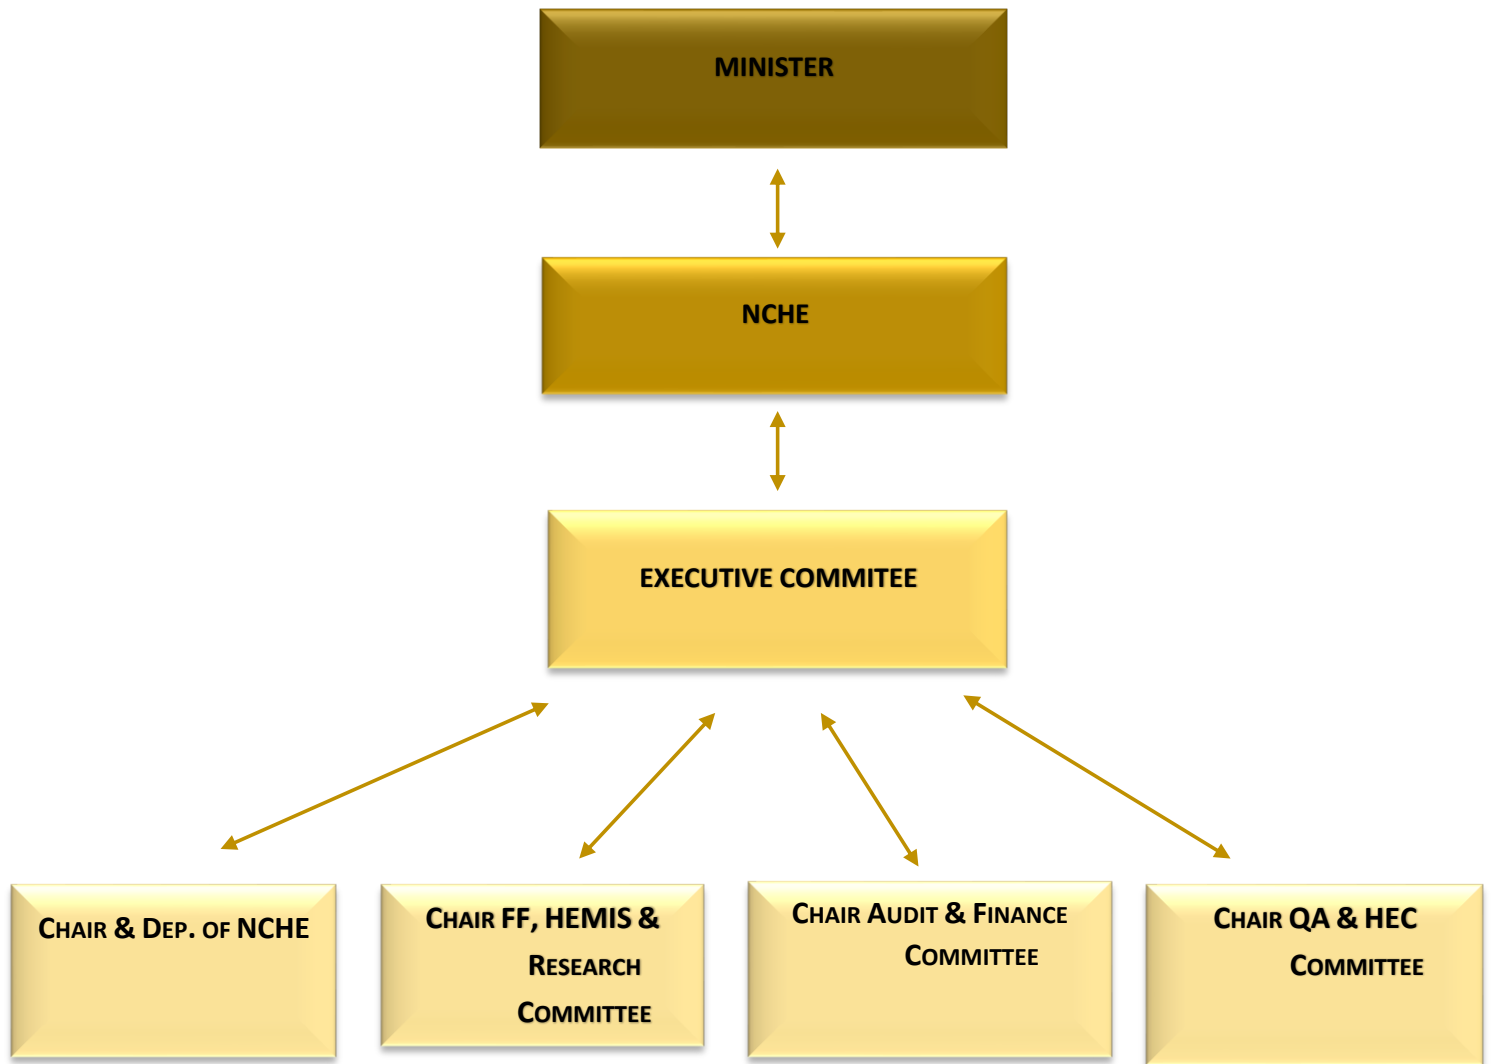 MINISTER
NCHE
EXECUTIVE COMMITEE
CHAIR & DEP. OF NCHE
CHAIR FF, HEMIS &
RESEARCH
COMMITTEE
CHAIR AUDIT & FINANCE
COMMITTEE
CHAIR QA & HEC
COMMITTEE